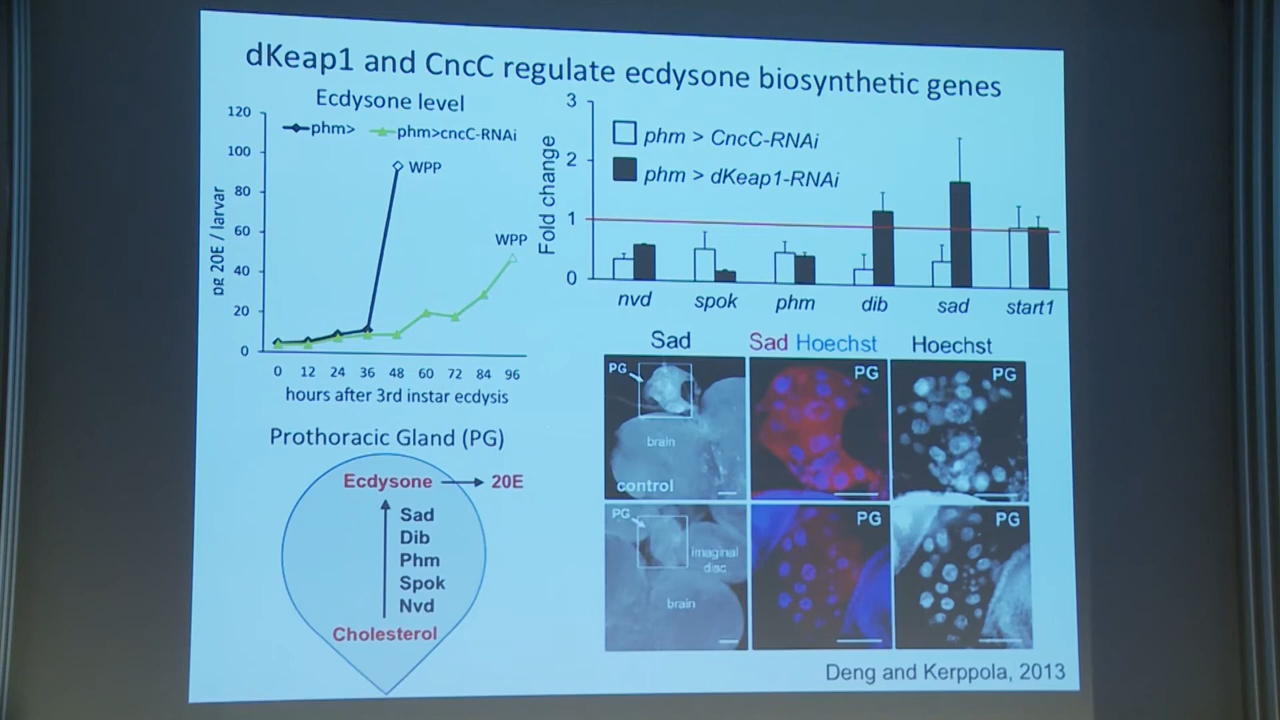 dKeap1 and CncC regulate ecdysone biosynthetic genes
Ecdysone level
phm> phm>cncC-RNAi
120
100
80
60
40
20
0
pg 20E / larvar
WPP
WPP
0 12 24 36 48 60 72 84 96
hours after 3rd instar ecdysis
3
2
1
0
Fold change
phm > CncC-RNAi
phm > dKeap1-RNAi
nvd spok phm dib sad start1
Prothoracic Gland (PG)
Ecdysone 20E
Sad
Dib
Phm
Spok
Nvd
Cholesterol
Sad Sad Hoechst Hoechst
PG PG PG
brain
control
PG PG PG
imaginal
disc
brain
Deng and Kerppola, 2013